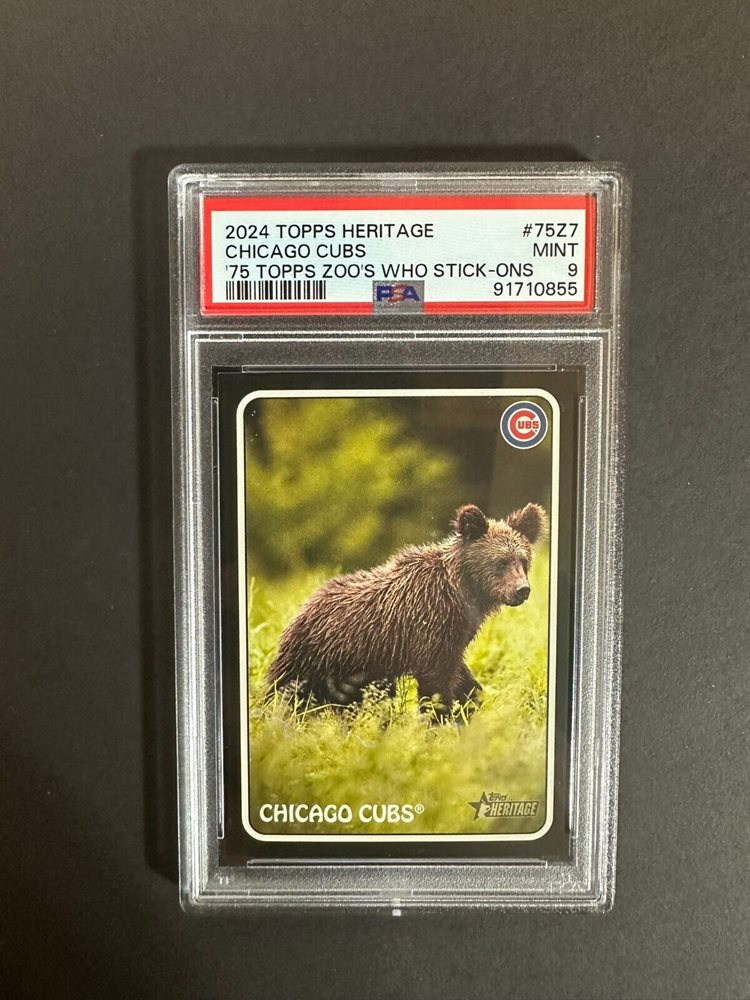 2024 TOPPS HERITAGE #75Z7
CHICAGO CUBS MINT
'75 TOPPS ZOO'S WHO STICK-ONS 9
PSA 91710855
CUBS
CHICAGO CUBS®
TOPPS
HERITAGE